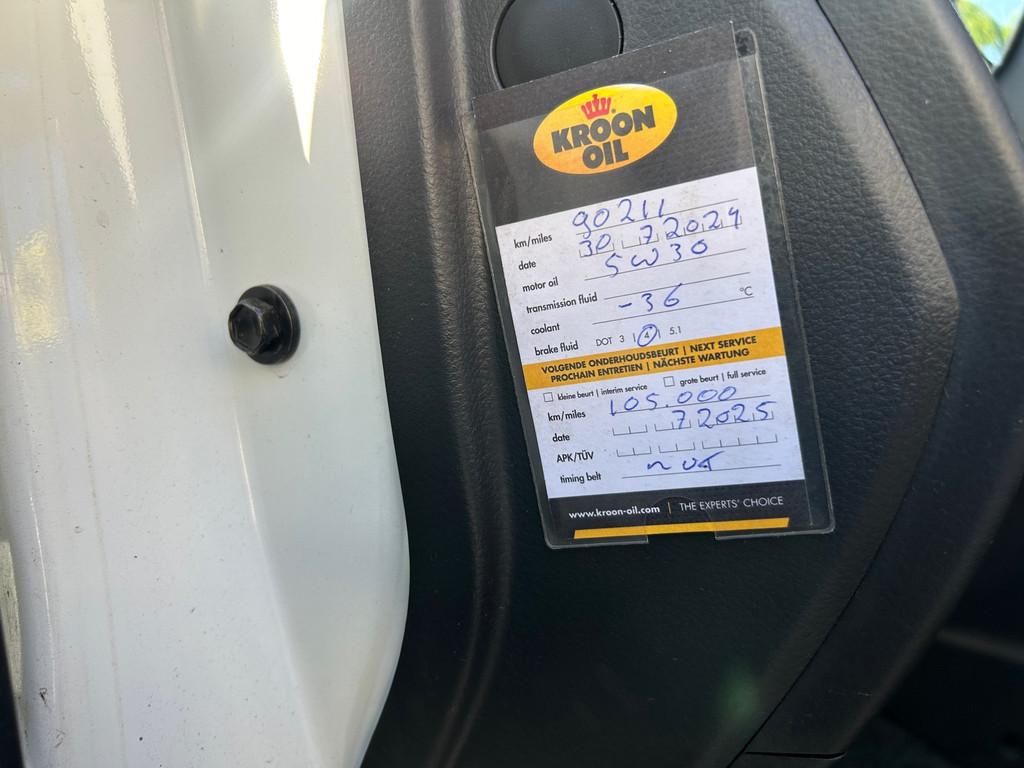 KROON
OIL
km/miles 90211
date 30 7 2024
motor oil 5W30
transmission fluid
coollant -36 °C
brake fluid DOT 3 | 4 | 5.1
VOLGENDE ONDERHOUDSBEURT | NEXT SERVICE
PROCHAIN ENTRETIEN | NÄCHSTE WARTUNG
kleine beurt | interim service grote beurt | full service
km/miles 105.000
date 7 2025
APK/TÜV
timing belt
www.kroon-oil.com | THE EXPERTS' CHOICE